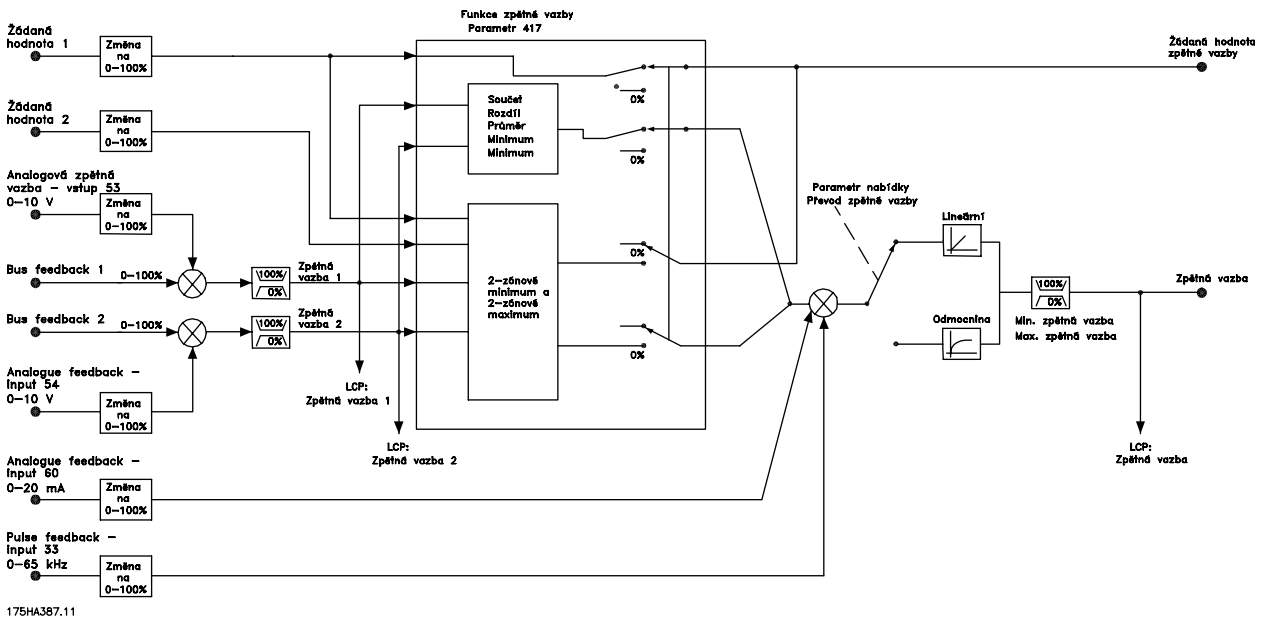 Funkce zpětné vazby
Parametr 417
Žádaná
hodnota 1
Změna
na
0–100%
Žádaná hodnota
zpětné vazby
0%
Součet
Rozdíl
Průměr
Minimum
Minimum
0%
Žádaná
hodnota 2
Změna
na
0–100%
Analogová zpětná
vazba – vstup 53
0–10 V
Změna
na
0–100%
Parametr nabídky
Převod zpětné vazby
Lineární
0%
Bus feedback 1
0–100%
100%
0%
Zpětná
vazba 1
2-zónové
minimum a
2-zónové
maximum
100%
0%
Zpětná vazba
Bus feedback 2
0–100%
100%
0%
Zpětná
vazba 2
0%
Odmocnina
Min. zpětná vazba
Max. zpětná vazba
Analogue feedback –
input 54
0–10 V
Změna
na
0–100%
LCP:
Zpětná vazba 1
LCP:
Zpětná vazba 2
LCP:
Zpětná vazba
Analogue feedback –
input 60
0–20 mA
Změna
na
0–100%
Pulse feedback –
input 33
0–65 kHz
Změna
na
0–100%
175HA387.11